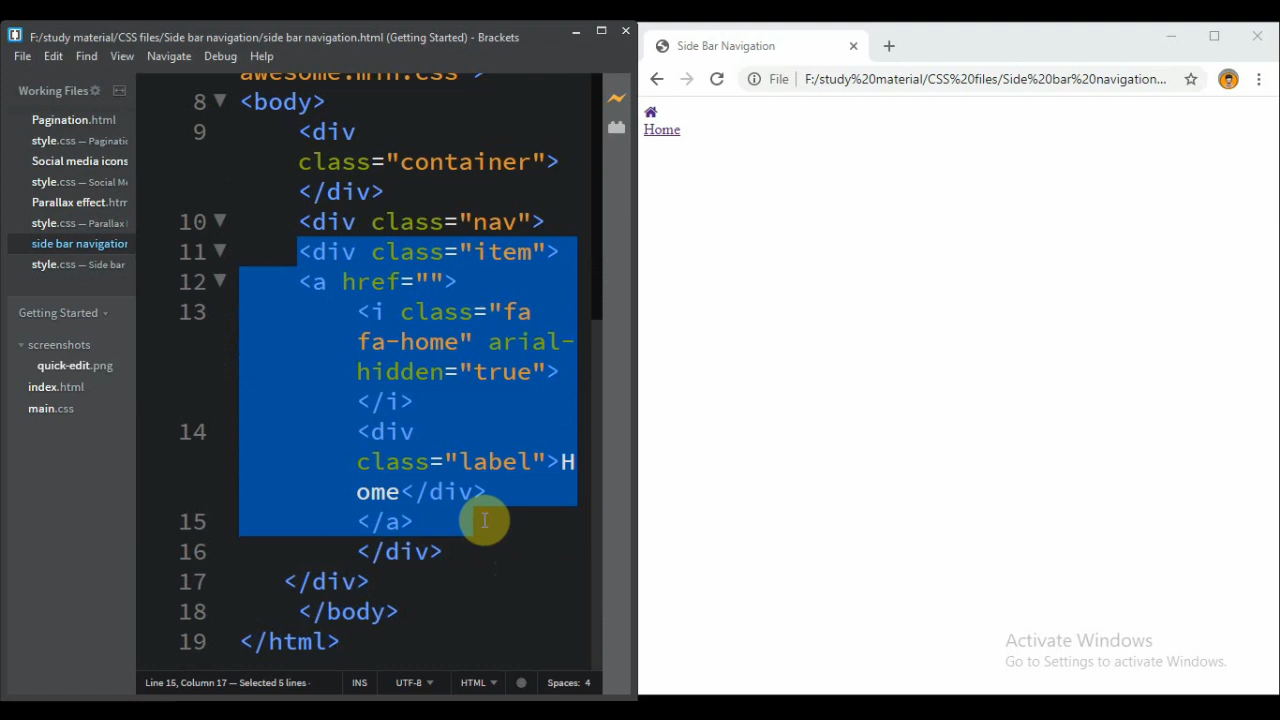 F:/study material/CSS files/Side bar navigation/side bar navigation.html (Getting Started) - Brackets
File Edit Find View Navigate Debug Help
Working Files
Pagination.html
style.css — Paginatio
Social media icons
style.css — Social Me
Parallax effect.htm
style.css — Parallax
side bar navigation
style.css — Side bar
Getting Started
screenshots
quick-edit.png
index.html
main.css
awesome.min.css">
8 <body>
9 <div
class="container">
</div>
10 <div class="nav">
11 <div class="item">
12 <a href="">
13 <i class="fa
fa-home" arial-
hidden="true">
</i>
14 <div
class="label">H
ome</div>
15 </a>
16 </div>
17 </div>
18 </body>
19 </html>
Line 15, Column 17 — Selected 5 lines
INS UTF-8 HTML Spaces: 4
Side Bar Navigation
File F:/study%20material/CSS%20files/Side%20bar%20navigation...
Home
Activate Windows
Go to Settings to activate Windows.